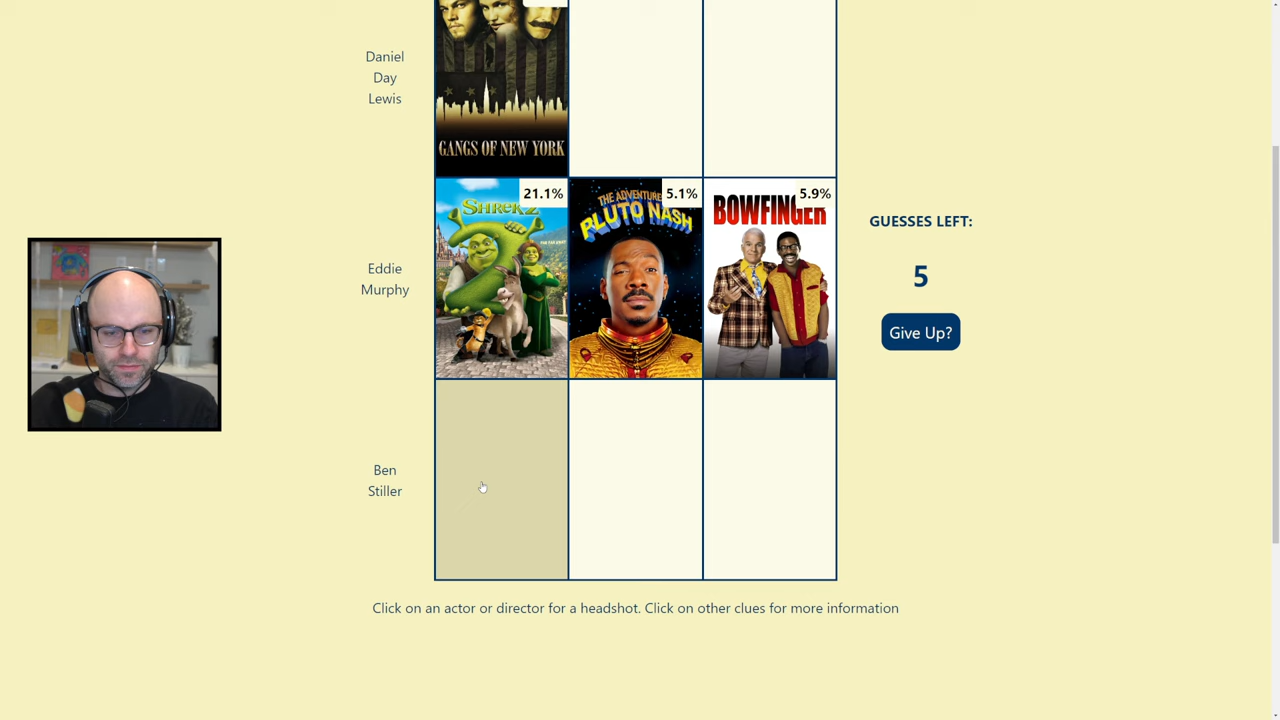 Daniel
Day
Lewis
GANGS OF NEW YORK
21.1%
SHREK 2
5.1%
THE ADVENTURE
PLUTO NASH
5.9%
BOWFINGER
GUESSES LEFT:
5
Give Up?
Eddie
Murphy
Ben
Stiller
Click on an actor or director for a headshot. Click on other clues for more information